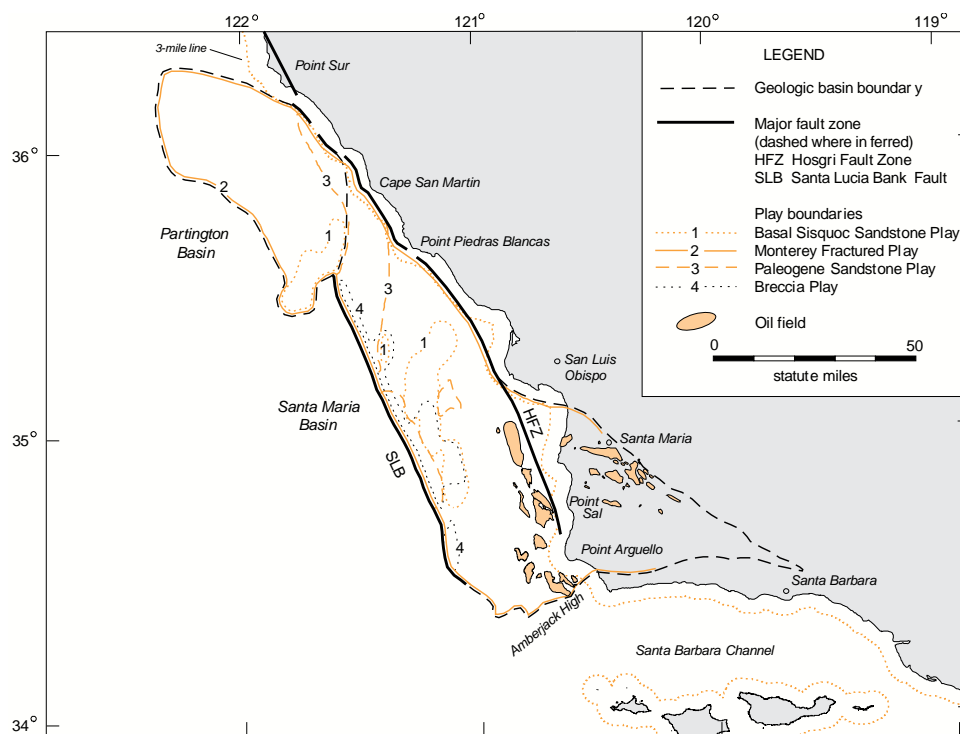 122° 121° 120° 119°
3-mile line
Point Sur
36°
Cape San Martin
3
2
Partington
Basin
1
Point Piedras Blancas
3
4
1
1
San Luis
Obispo
Santa Maria
Basin
HFZ
35°
Santa Maria
SLB
Point
Sal
4
Point Arguello
Santa Barbara
Amberjack High
Santa Barbara Channel
34°
122° 121°
LEGEND
Geologic basin boundar y
Major fault zone
(dashed where in ferred)
HFZ Hosgri Fault Zone
SLB Santa Lucia Bank Fault
Play boundaries
1 Basal Sisquoc Sandstone Play
2 Monterey Fractured Play
3 Paleogene Sandstone Play
4 Breccia Play
Oil field
0 50
statute miles